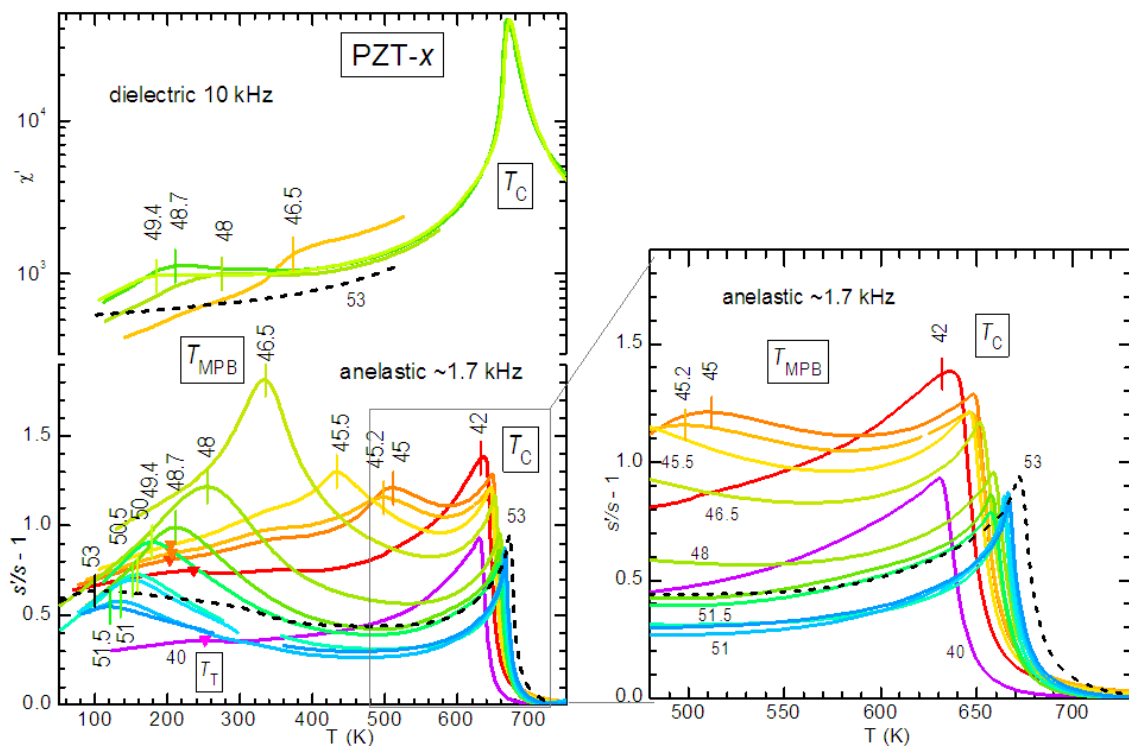 PZT-x
dielectric 10 kHz
10^4
χ'
T_C
49.4
48.7
48
46.5
10^3
53
T_MPB
46.5
anelastic ~1.7 kHz
1.5
48
45.5
45.2
45
42
T_C
49.4
48.7
50
50.5
53
53
1.0
s'/s - 1
0.5
51.5
51
40
T_T
0.0
100 200 300 400 500 600 700
T (K)
anelastic ~1.7 kHz
42
T_C
1.5
T_MPB
45.2
45
53
45.5
1.0
s'/s - 1
46.5
48
0.5
51.5
51
40
0.0
500 550 600 650 700
T (K)